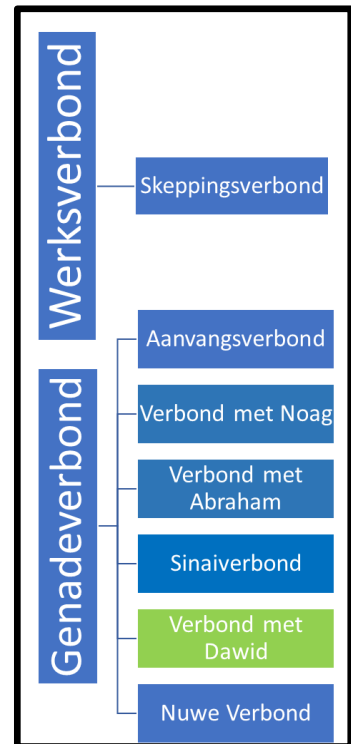 Werksverbond
Skeppingsverbond
Genadeverbond
Aanvangsverbond
Verbond met Noag
Verbond met
Abraham
Sinaiverbond
Verbond met
Dawid
Nuwe Verbond